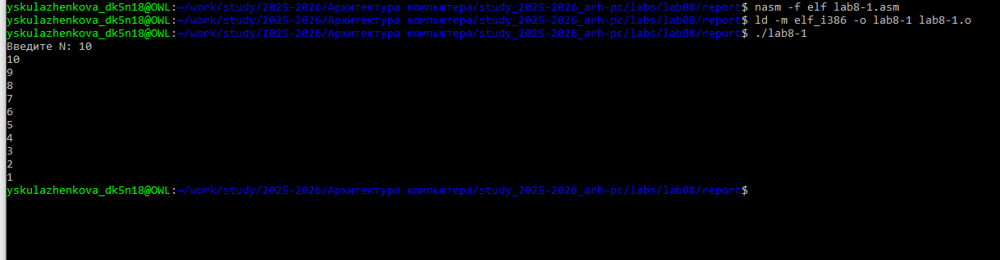 yskulazhenkova_dk5n18@OWL:~/work/study/2025-2026/Архитектура компьютера/study_2025-2026_arh-pc/labs/lab08/report$ nasm -f elf lab8-1.asm
yskulazhenkova_dk5n18@OWL:~/work/study/2025-2026/Архитектура компьютера/study_2025-2026_arh-pc/labs/lab08/report$ ld -m elf_i386 -o lab8-1 lab8-1.o
yskulazhenkova_dk5n18@OWL:~/work/study/2025-2026/Архитектура компьютера/study_2025-2026_arh-pc/labs/lab08/report$ ./lab8-1
Введите N: 10
10
9
8
7
6
5
4
3
2
1
yskulazhenkova_dk5n18@OWL:~/work/study/2025-2026/Архитектура компьютера/study_2025-2026_arh-pc/labs/lab08/report$